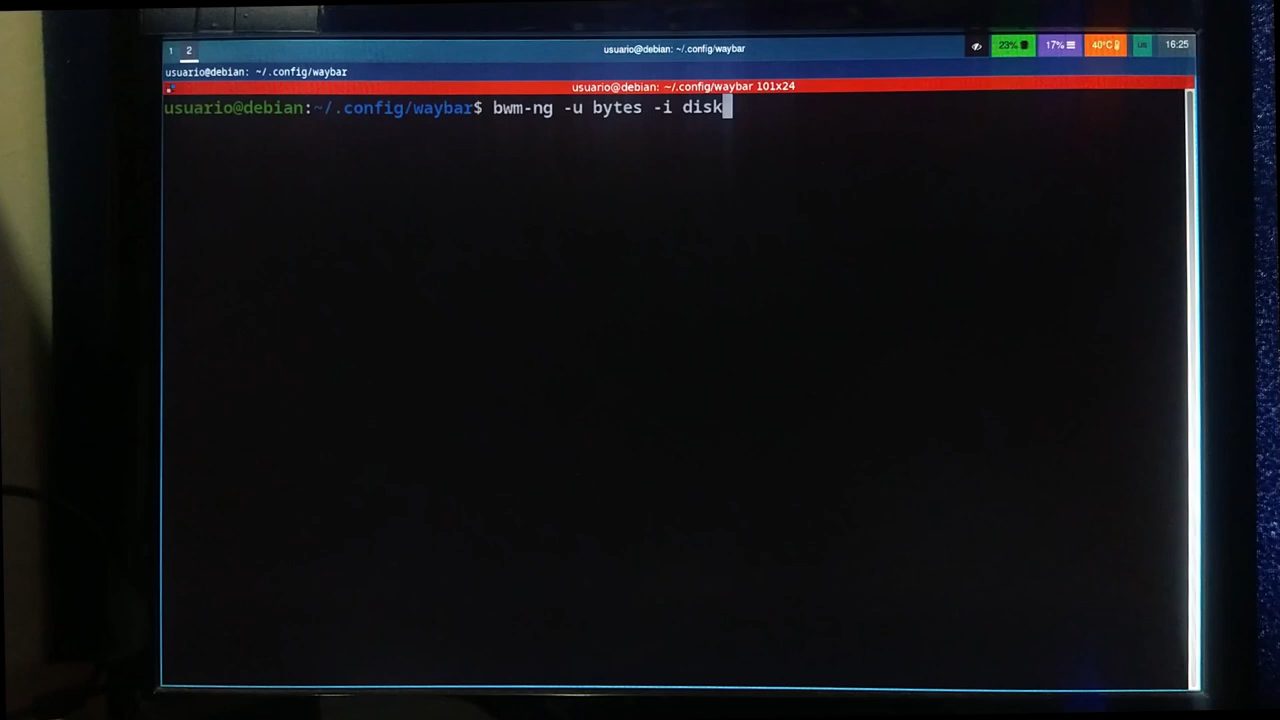 1 2 usuario@debian: ~/.config/waybar 23% 17% 40°C us 16:25
usuario@debian: ~/.config/waybar
usuario@debian: ~/.config/waybar 101x24
usuario@debian:~/.config/waybar$ bwm-ng -u bytes -i disk